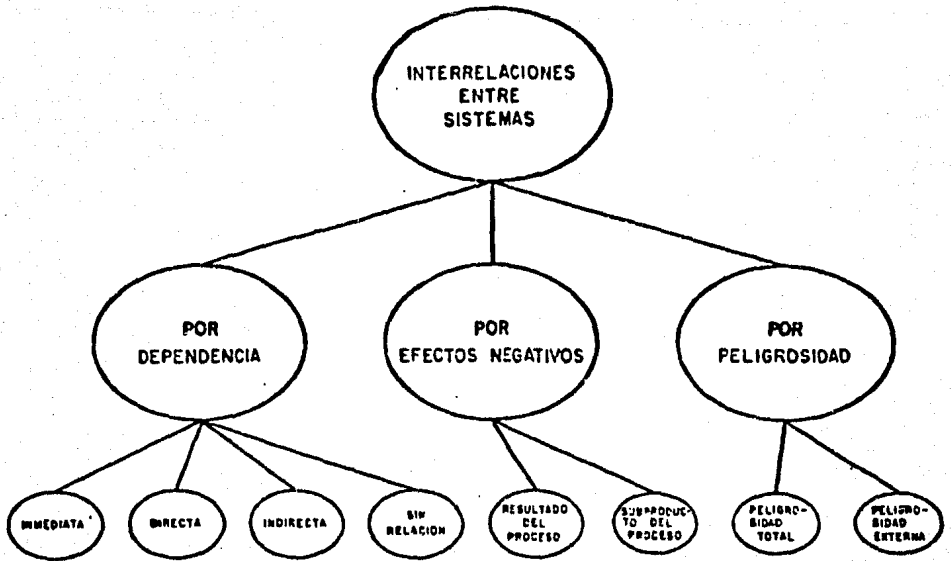 INTERRELACIONES
ENTRE
SISTEMAS
POR
DEPENDENCIA
POR
EFECTOS NEGATIVOS
POR
PELIGROSIDAD
INMEDIATA
DIRECTA
INDIRECTA
SIN
RELACION
RESULTADO
DEL
PROCESO
SUBPRODUC-
TO DEL
PROCESO
PELIGRO-
SIDAD
TOTAL
PELIGRO-
SIDAD
EXTERNA